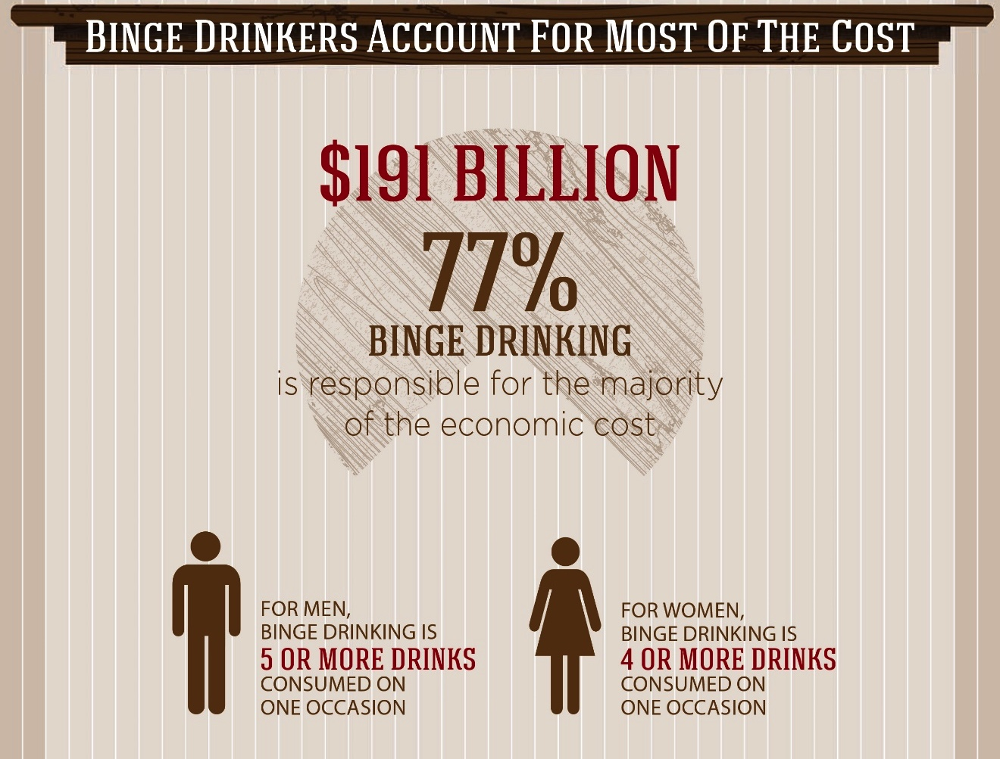 BINGE DRINKERS ACCOUNT FOR MOST OF THE COST
$191 BILLION
77%
BINGE DRINKING
is responsible for the majority
of the economic cost
FOR MEN,
BINGE DRINKING IS
5 OR MORE DRINKS
CONSUMED ON
ONE OCCASION
FOR WOMEN,
BINGE DRINKING IS
4 OR MORE DRINKS
CONSUMED ON
ONE OCCASION